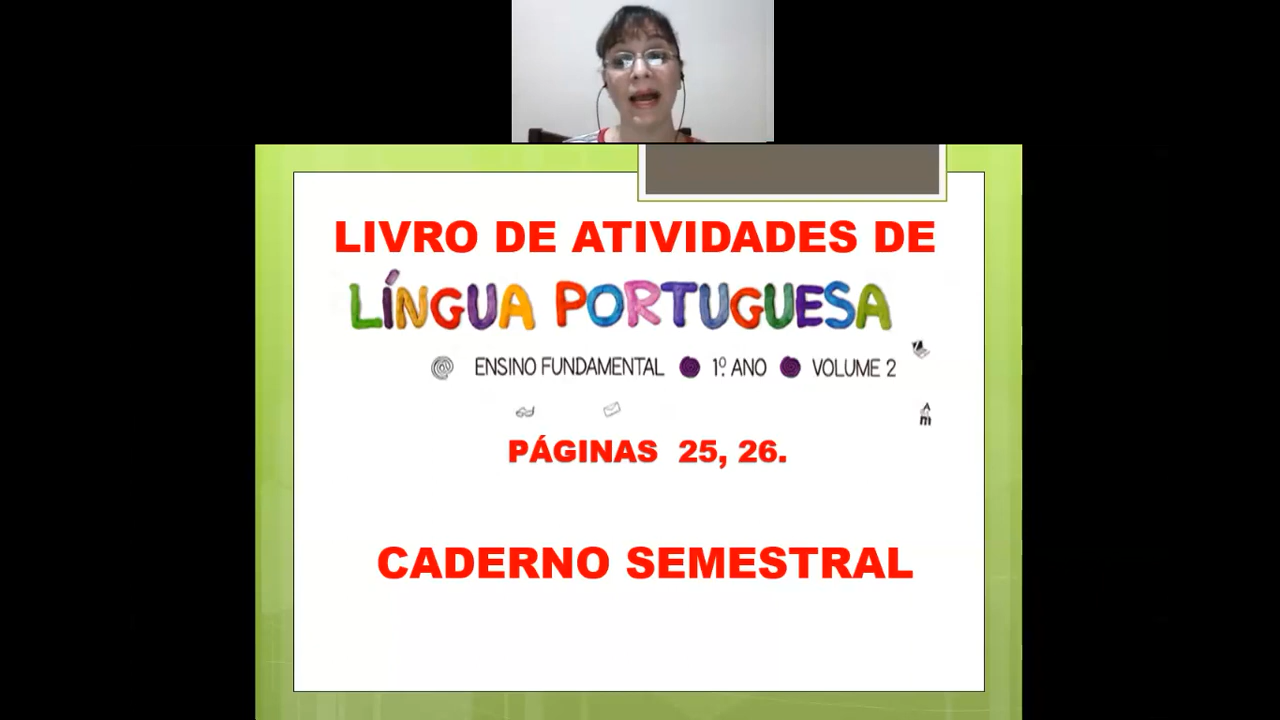 LIVRO DE ATIVIDADES DE
LÍNGUA PORTUGUESA
@ ENSINO FUNDAMENTAL 1º. ANO VOLUME 2
PÁGINAS 25, 26.
CADERNO SEMESTRAL